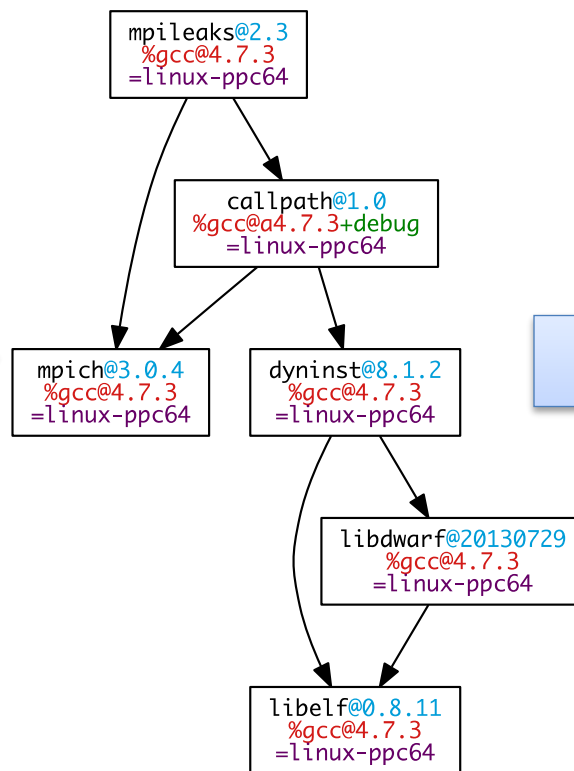 mpileaks@2.3
%gcc@4.7.3
=linux-ppc64
callpath@1.0
%gcc@a4.7.3+debug
=linux-ppc64
mpich@3.0.4
%gcc@4.7.3
=linux-ppc64
dyninst@8.1.2
%gcc@4.7.3
=linux-ppc64
libdwarf@20130729
%gcc@4.7.3
=linux-ppc64
libelf@0.8.11
%gcc@4.7.3
=linux-ppc64